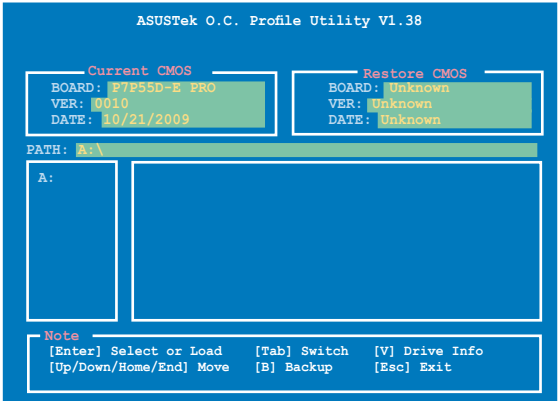 ASUSTek O.C. Profile Utility V1.38
Current CMOS
BOARD: P7P55D-E PRO
VER: 0010
DATE: 10/21/2009
Restore CMOS
BOARD: Unknown
VER: Unknown
DATE: Unknown
PATH: A:\
A:
Note
[Enter] Select or Load [Tab] Switch [V] Drive Info
[Up/Down/Home/End] Move [B] Backup [Esc] Exit